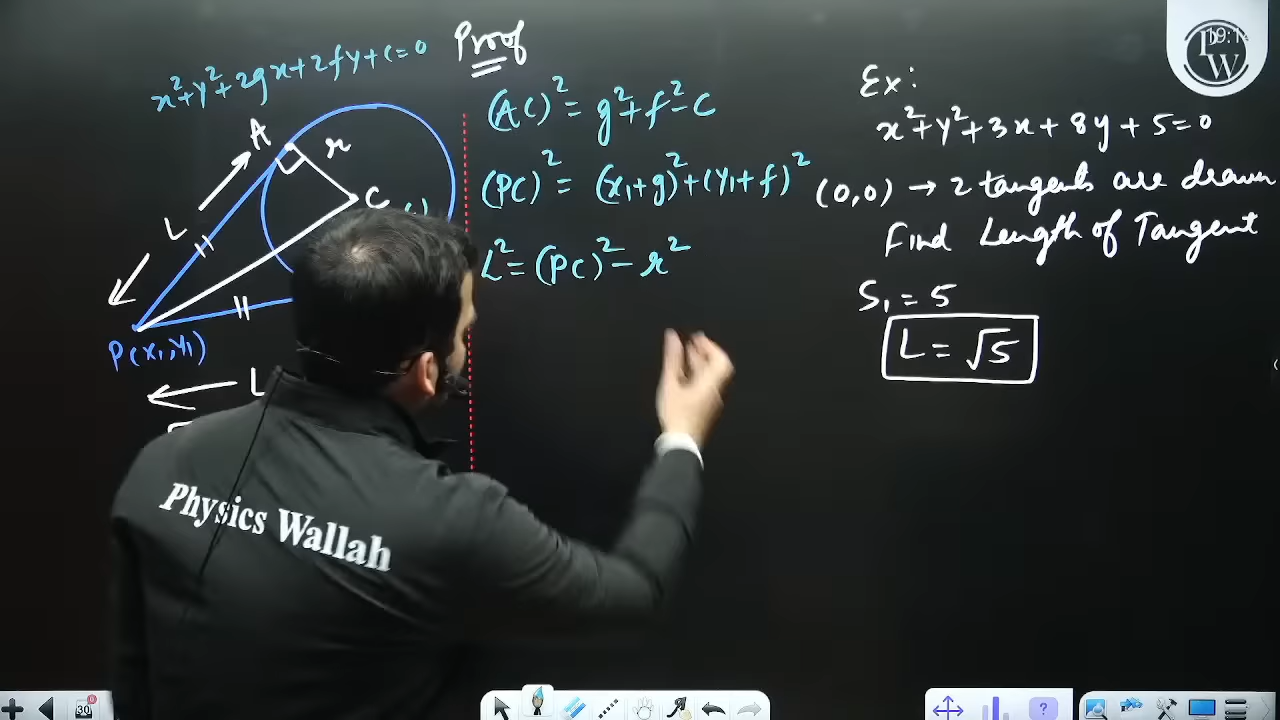 Proof
x²+y²+2gx+2fy+c=0
A
r
C
L
P(x₁,y₁)
L
(AC)² = g²+f²-c
(PC)² = (x₁+g)²+(y₁+f)²
L² = (PC)² - r²
Ex:
x²+y²+3x+8y+5=0
(0,0) → 2 tangents are drawn
Find Length of Tangent
S₁ = 5
L = √5
Physics Wallah
W
30
?